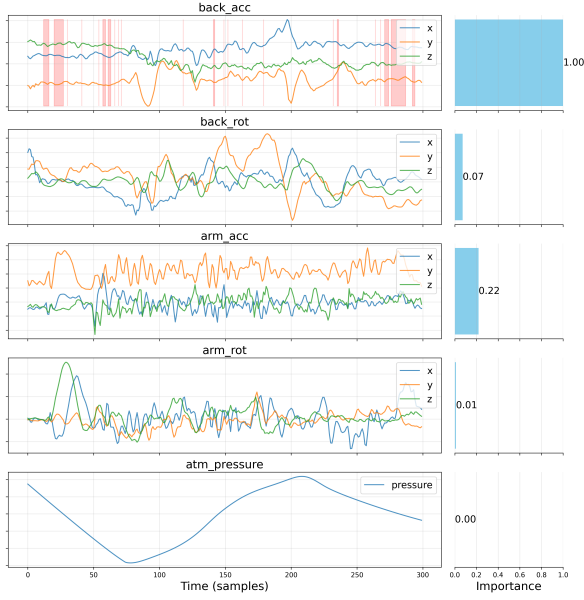 back_acc
x
y
z
1.00
back_rot
x
y
z
0.07
arm_acc
x
y
z
0.22
arm_rot
x
y
z
0.01
atm_pressure
pressure
0.00
0 50 100 150 200 250 300
0.0 0.2 0.4 0.6 0.8 1.0
Time (samples)
Importance